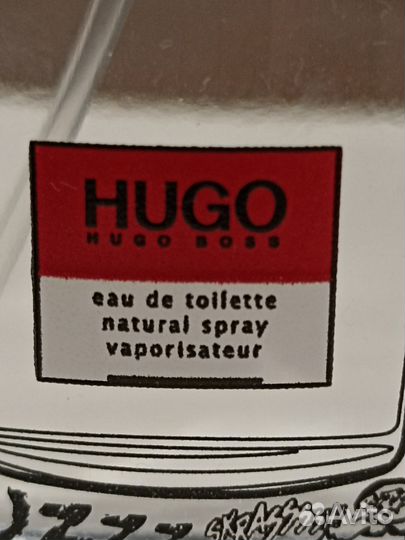 HUGO
HUGO BOSS
eau de toilette
natural spray
vaporisateur
Avito